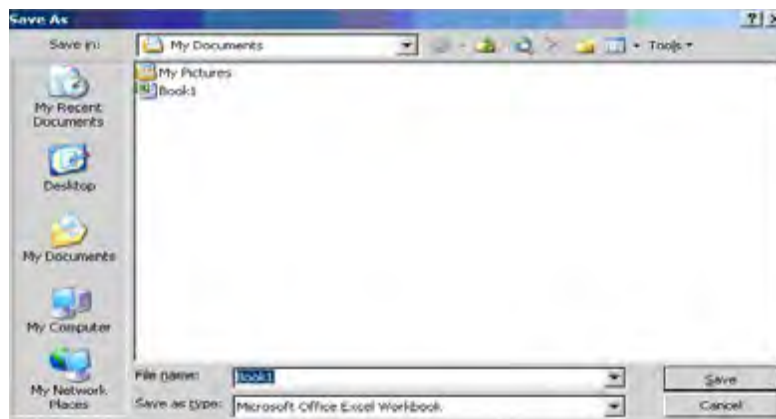 Save As
Save in:
My Documents
Tools
My Pictures
Book1
My Recent
Documents
Desktop
My Documents
My Computer
My Network
Places
File name:
Book1
Save
Save as type:
Microsoft Office Excel Workbook
Cancel